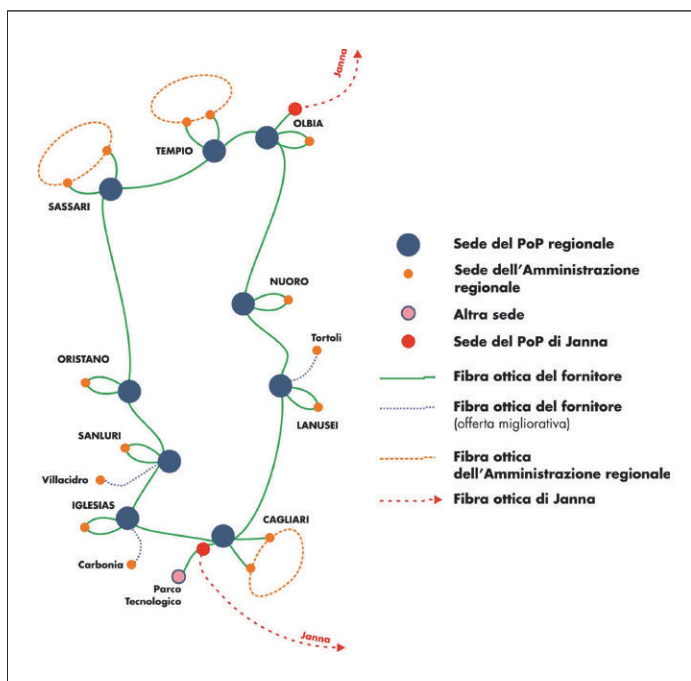 Janna
OLBIA
TEMPIO
SASSARI
NUORO
Tortolì
ORISTANO
LANUSEI
SANLURI
Villacidro
IGLESIAS
CAGLIARI
Carbonia
Parco
Tecnologico
Janna
Sede del PoP regionale
Sede dell’Amministrazione
regionale
Altra sede
Sede del PoP di Janna
Fibra ottica del fornitore
Fibra ottica del fornitore
(offerta migliorativa)
Fibra ottica
dell’Amministrazione regionale
Fibra ottica di Janna